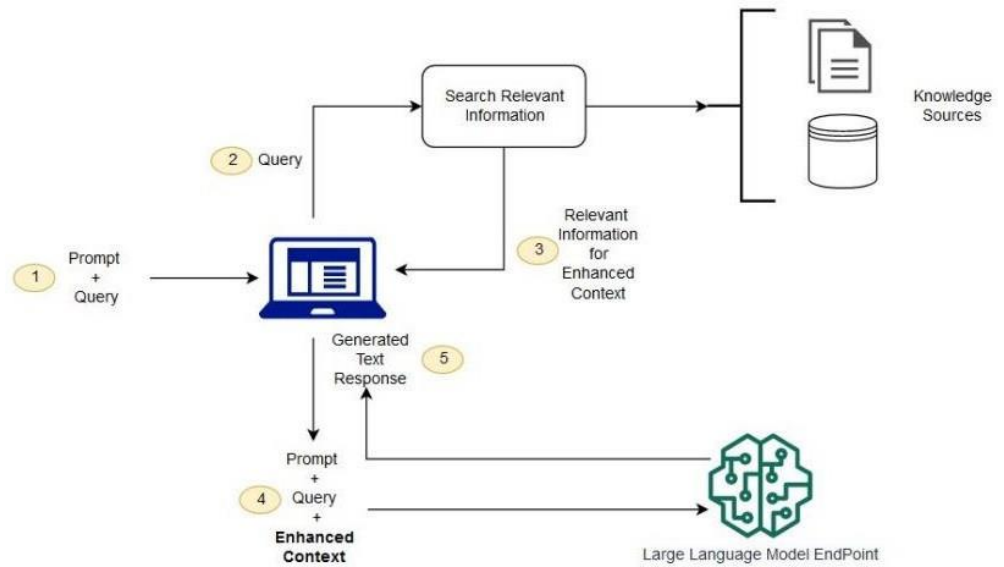 Search Relevant
Information
Knowledge
Sources
2 Query
Relevant
Information
for
Enhanced
Context
3
1
Prompt
+
Query
Generated
Text
Response
5
Prompt
+
Query
+
Enhanced
Context
4
Large Language Model EndPoint